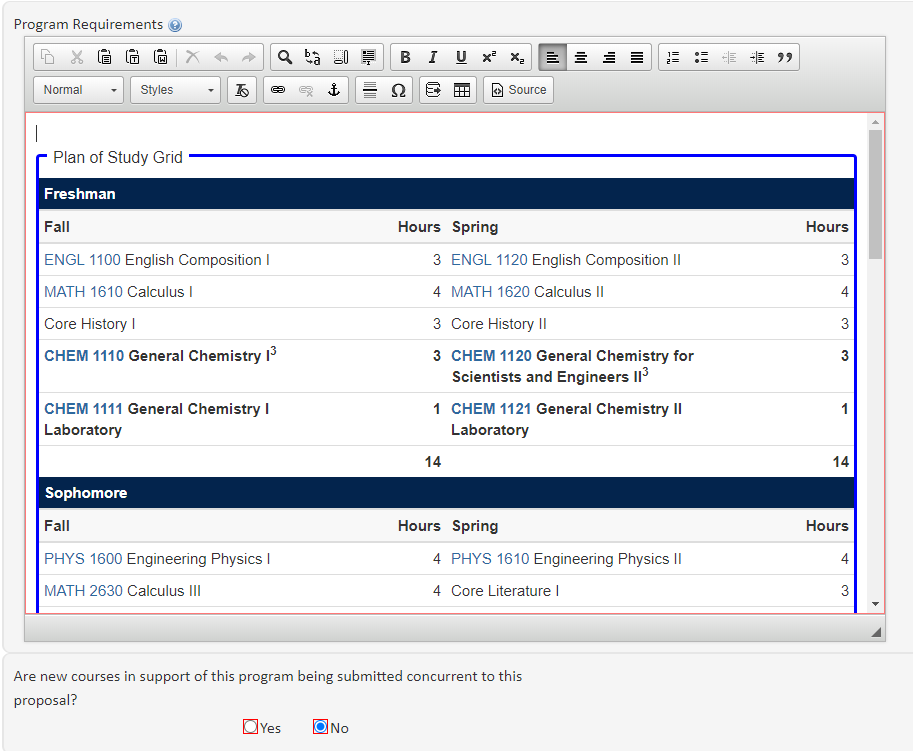 Program Requirements
B I U x² x₂
Normal Styles Ω Source
Plan of Study Grid
Freshman
Fall Hours Spring Hours
ENGL 1100 English Composition I 3 ENGL 1120 English Composition II 3
MATH 1610 Calculus I 4 MATH 1620 Calculus II 4
Core History I 3 Core History II 3
CHEM 1110 General Chemistry I³ 3 CHEM 1120 General Chemistry for 3
Scientists and Engineers II³
CHEM 1111 General Chemistry I 1 CHEM 1121 General Chemistry II 1
Laboratory Laboratory
14 14
Sophomore
Fall Hours Spring Hours
PHYS 1600 Engineering Physics I 4 PHYS 1610 Engineering Physics II 4
MATH 2630 Calculus III 4 Core Literature I 3
Are new courses in support of this program being submitted concurrent to this
proposal?
Yes No